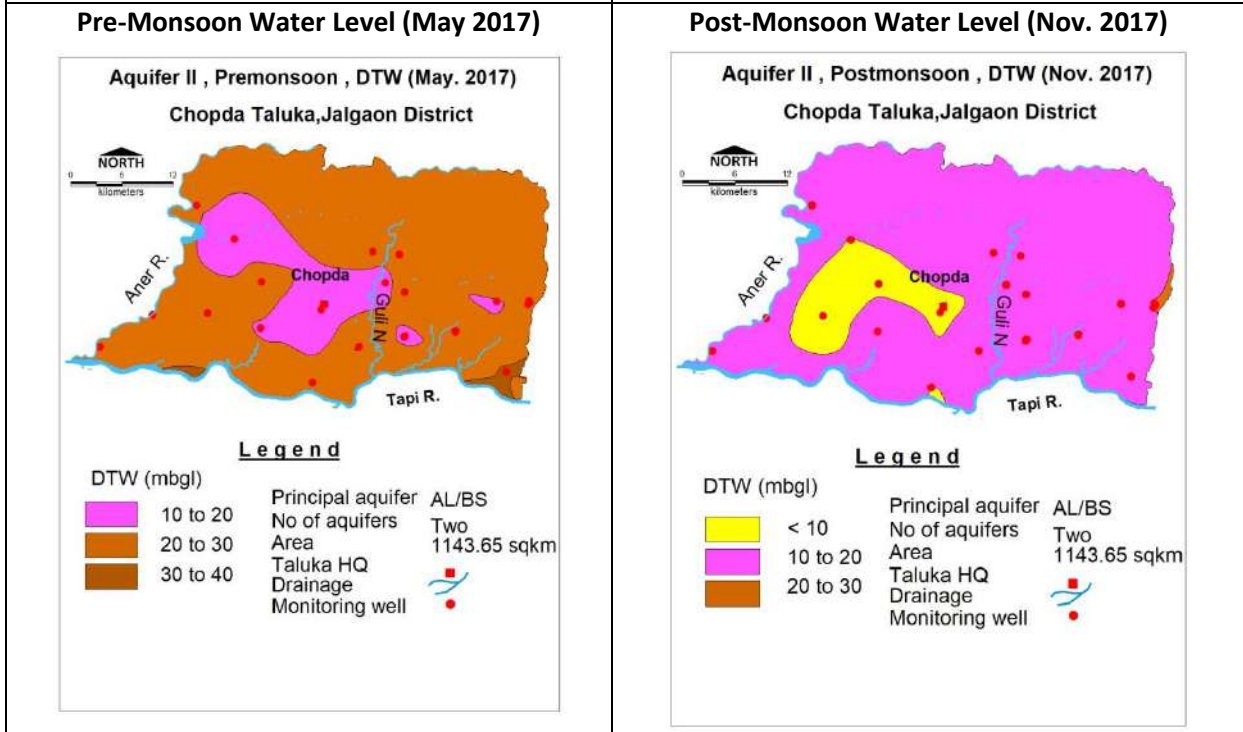 Pre-Monsoon Water Level (May 2017)
Aquifer II , Premonsoon , DTW (May. 2017)
Chopda Taluka,Jalgaon District
NORTH
0 6 12
kilometers
Aner R.
Chopda
Guli N
Tapi R.
Legend
DTW (mbgl)
10 to 20
20 to 30
30 to 40
Principal aquifer AL/BS
No of aquifers Two
Area 1143.65 sqkm
Taluka HQ
Drainage
Monitoring well
Post-Monsoon Water Level (Nov. 2017)
Aquifer II , Postmonsoon , DTW (Nov. 2017)
Chopda Taluka,Jalgaon District
NORTH
0 6 12
kilometers
Aner R.
Chopda
Guli N
Tapi R.
Legend
DTW (mbgl)
< 10
10 to 20
20 to 30
Principal aquifer AL/BS
No of aquifers Two
Area 1143.65 sqkm
Taluka HQ
Drainage
Monitoring well